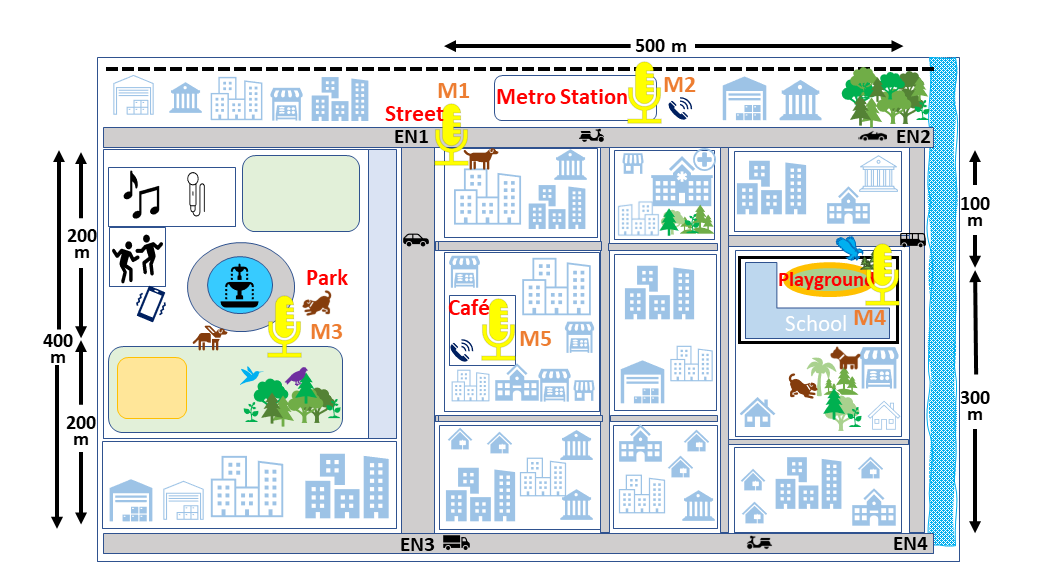 500 m
M1
Metro Station
M2
Street
EN1
EN2
200
m
100
m
Park
Playground
Café
M3
M5
M4
School
400
m
200
m
300
m
EN3
EN4